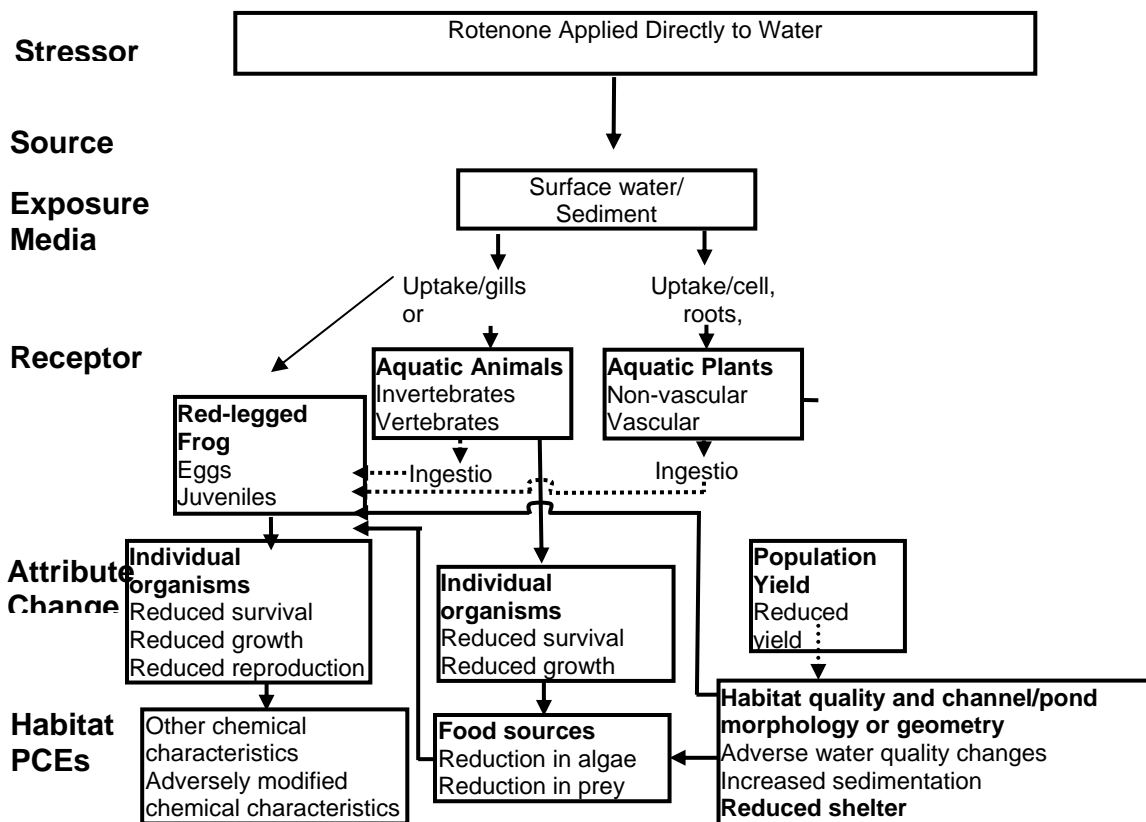 Stressor
Rotenone Applied Directly to Water
Source
Exposure
Media
Surface water/
Sediment
Uptake/gills
or
Uptake/cell,
roots,
Receptor
Aquatic Animals
Invertebrates
Vertebrates
Aquatic Plants
Non-vascular
Vascular
Red-legged
Frog
Eggs
Juveniles
Ingestio
Ingestio
Attribute
Change
Individual
organisms
Reduced survival
Reduced growth
Reduced reproduction
Individual
organisms
Reduced survival
Reduced growth
Population
Yield
Reduced
yield
Habitat
PCEs
Other chemical
characteristics
Adversely modified
chemical characteristics
Food sources
Reduction in algae
Reduction in prey
Habitat quality and channel/pond
morphology or geometry
Adverse water quality changes
Increased sedimentation
Reduced shelter